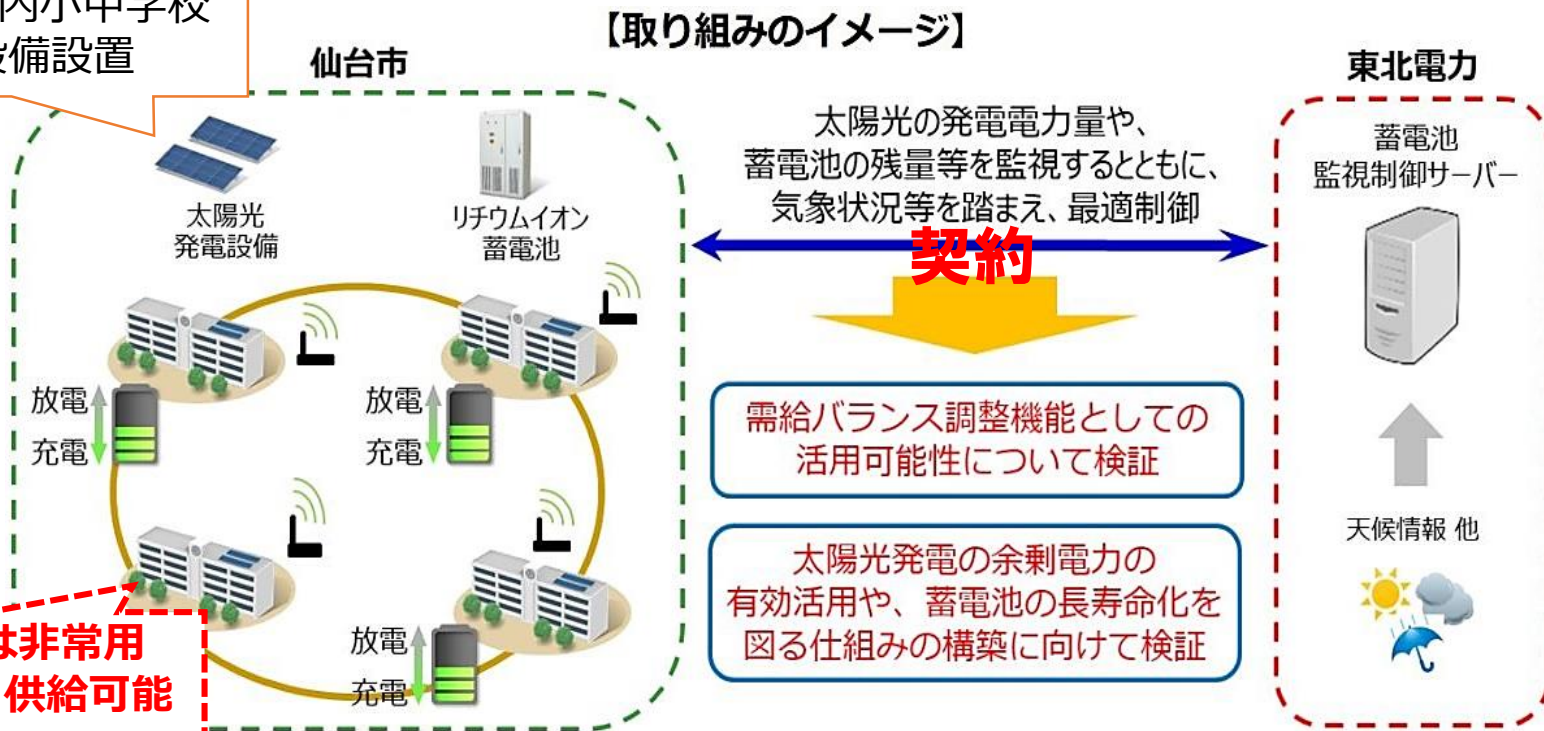 内小中学校
設備設置
【取り組みのイメージ】
仙台市
東北電力
太陽光
発電設備
リチウムイオン
蓄電池
太陽光の発電電力量や、
蓄電池の残量等を監視するとともに、
気象状況等を踏まえ、最適制御
契約
蓄電池
監視制御サーバー
放電
充電
放電
充電
需給バランス調整機能としての
活用可能性について検証
太陽光発電の余剰電力の
有効活用や、蓄電池の長寿命化を
図る仕組みの構築に向けて検証
天候情報 他
は非常用
供給可能
放電
充電